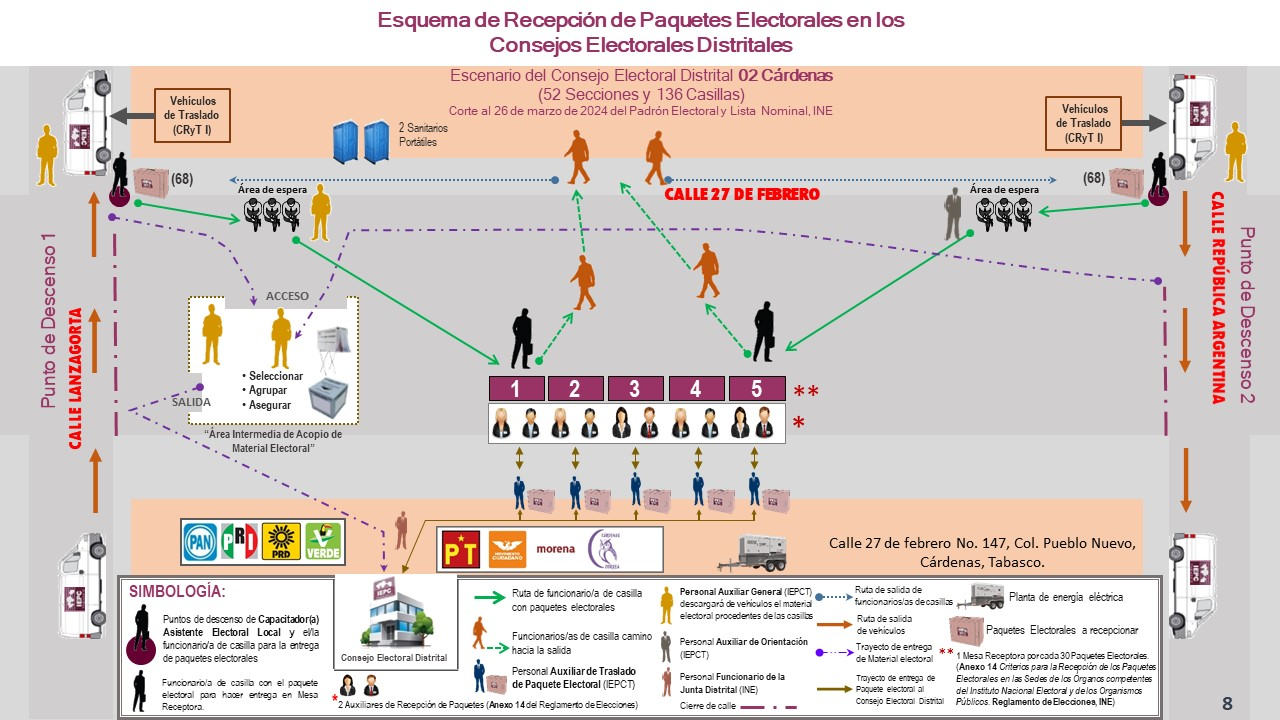 Esquema de Recepción de Paquetes Electorales en los
Consejos Electorales Distritales
Escenario del Consejo Electoral Distrital 02 Cárdenas
(52 Secciones y 136 Casillas)
Corte al 26 de marzo de 2024 del Padrón Electoral y Lista Nominal, INE
Vehículos
de Traslado
(CRyT I)
2 Sanitarios
Portátiles
Vehículos
de Traslado
(CRyT I)
IEPC
IEPC
(68)
Área de espera
CALLE 27 DE FEBRERO
Área de espera
(68)
Punto de Descenso 1
CALLE LANZAGORTA
CALLE REPÚBLICA ARGENTINA
Punto de Descenso 2
ACCESO
• Seleccionar
• Agrupar
• Asegurar
SALIDA
"Área Intermedia de Acopio de
Material Electoral"
1 2 3 4 5 **
*
PAN
PRD
PRD
VERDE
PT
MOVIMIENTO
CIUDADANO
morena
CÁRDENAS
Calle 27 de febrero No. 147, Col. Pueblo Nuevo,
Cárdenas, Tabasco.
IEPC
IEPC
SIMBOLOGÍA:
Puntos de descenso de Capacitador(a)
Asistente Electoral Local y el/la
funcionario/a de casilla para la entrega
de paquetes electorales
Funcionario/a de casilla con el paquete
electoral para hacer entrega en Mesa
Receptora.
IEPC
Consejo Electoral Distrital
*2 Auxiliares de Recepción de Paquetes (Anexo 14 del Reglamento de Elecciones)
Ruta de funcionario/a de casilla
con paquetes electorales
Funcionarios/as de casilla camino
hacia la salida
Personal Auxiliar de Traslado
de Paquete Electoral (IEPCT)
Personal Auxiliar General (IEPCT)
descargará de vehículos el material
electoral procedentes de las casillas
Personal Auxiliar de Orientación
(IEPCT)
Personal Funcionario de la
Junta Distrital (INE)
Cierre de calle
Ruta de salida de
funcionarios/as de casillas
Ruta de salida
de vehículos
Trayecto de entrega
de Material electoral
Trayecto de entrega de
Paquete electoral al
Consejo Electoral Distrital
Planta de energía eléctrica
Paquetes Electorales a recepcionar
**1 Mesa Receptora por cada 30 Paquetes Electorales.
(Anexo 14 Criterios para la Recepción de los Paquetes
Electorales en las Sedes de los Órganos competentes
del Instituto Nacional Electoral y de los Organismos
Públicos. Reglamento de Elecciones, INE)
8